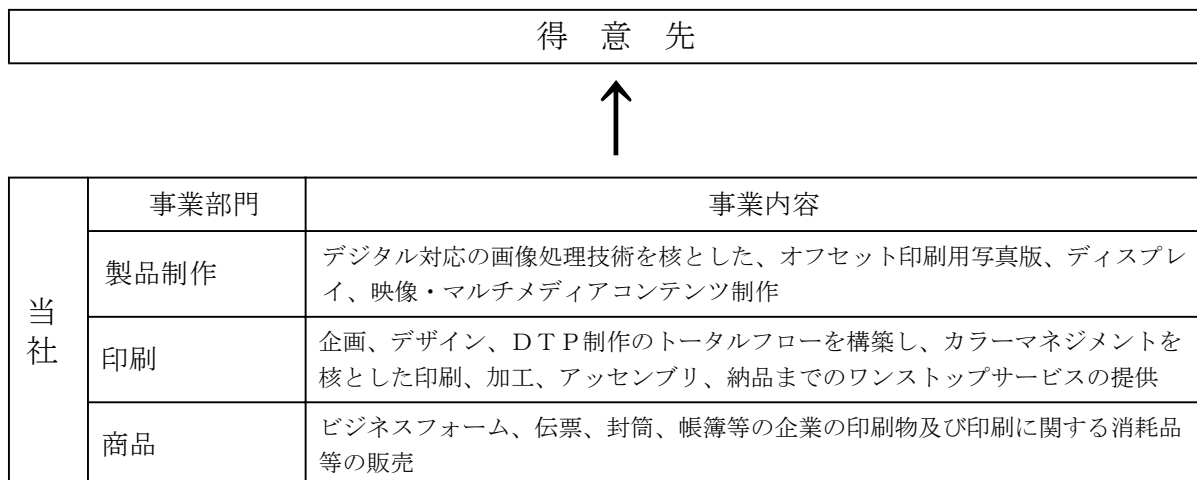 得 意 先
事業部門 事業内容
当社
製品制作
デジタル対応の画像処理技術を核とした、オフセット印刷用写真版、ディスプレ
イ、映像・マルチメディアコンテンツ制作
印刷
企画、デザイン、ＤＴＰ制作のトータルフローを構築し、カラーマネジメントを
核とした印刷、加工、アッセンブリ、納品までのワンストップサービスの提供
商品
ビジネスフォーム、伝票、封筒、帳簿等の企業の印刷物及び印刷に関する消耗品
等の販売